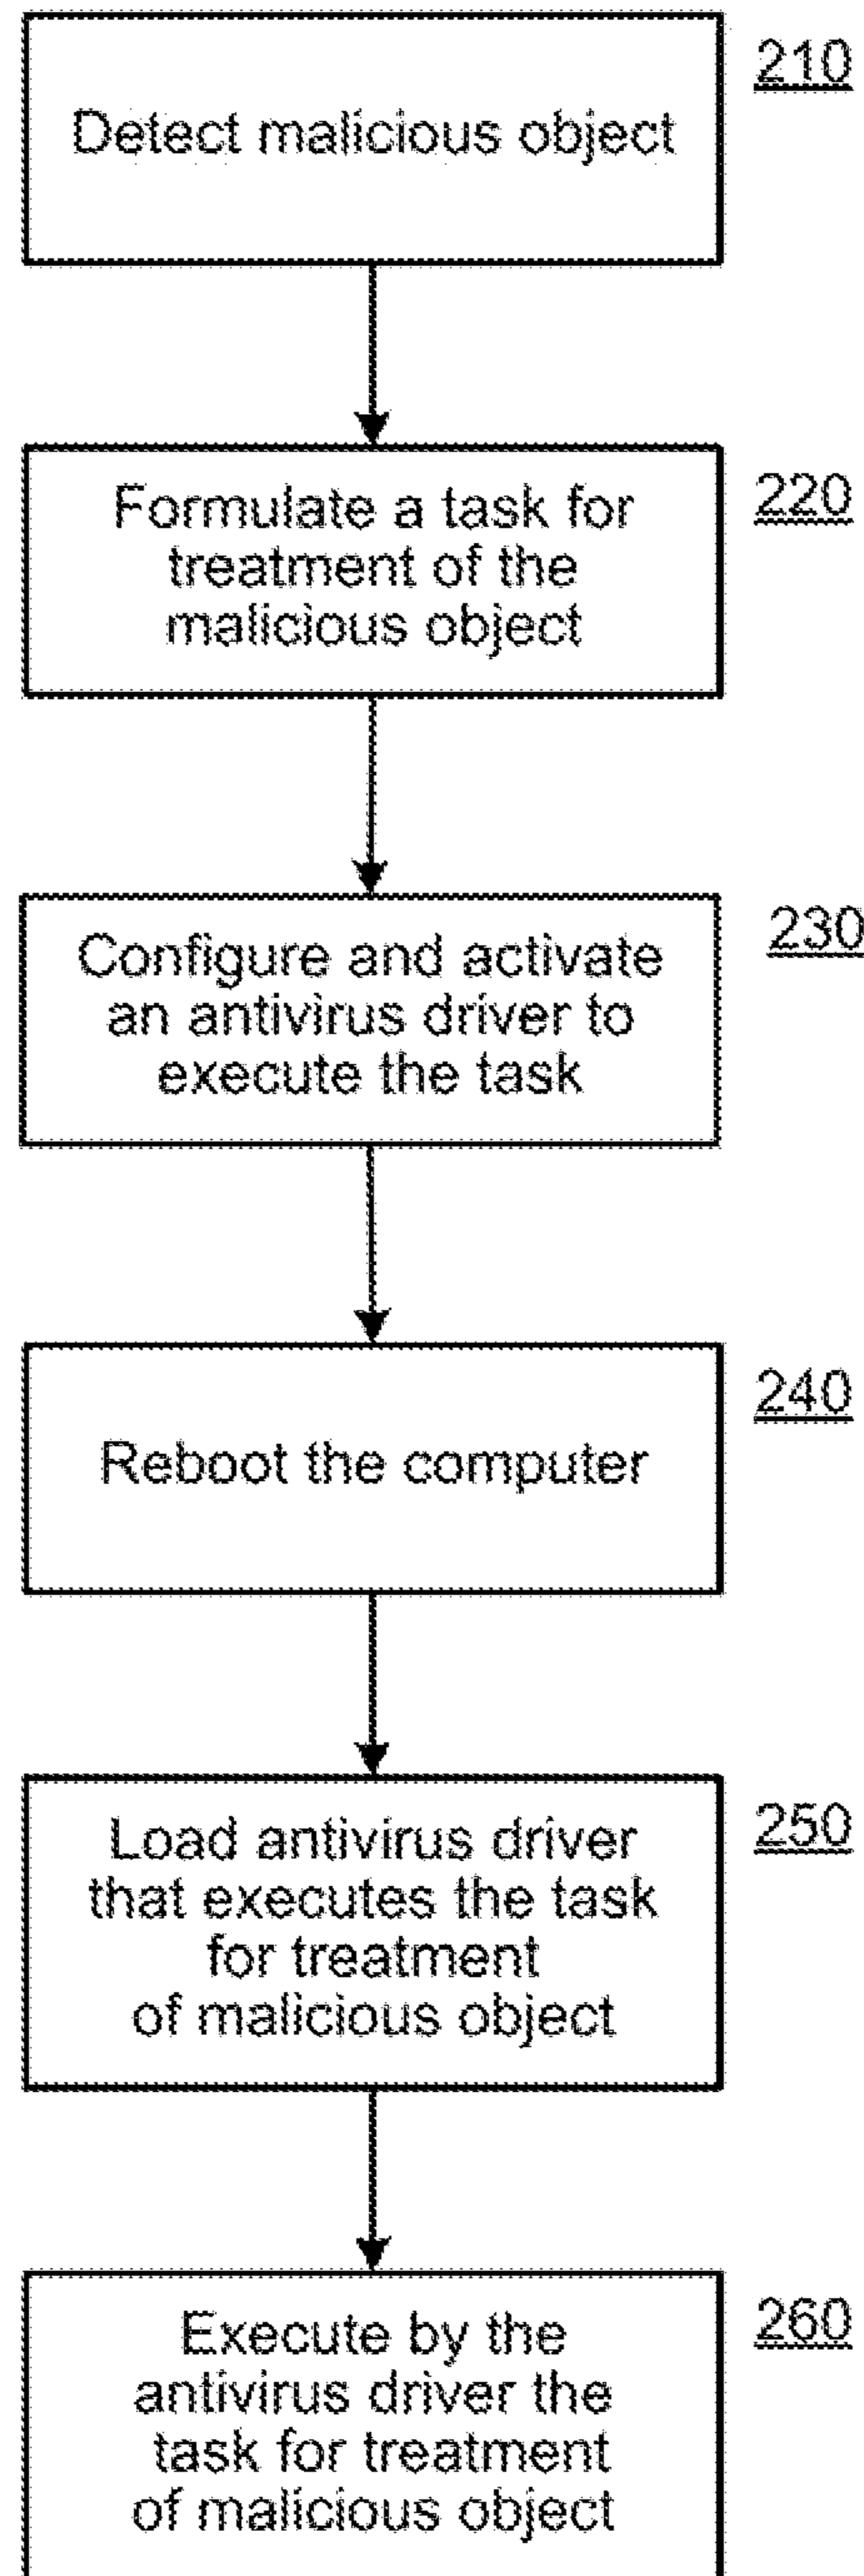 210
Detect malicious object
220
Formulate a task for
treatment of the
malicious object
230
Configure and activate
an antivirus driver to
execute the task
240
Reboot the computer
250
Load antivirus driver
that executes the task
for treatment
of malicious object
260
Execute by the
antivirus driver the
task for treatment
of malicious object